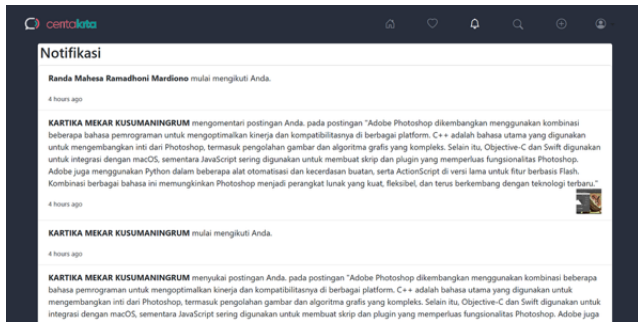 ceritakita
Notifikasi
Randa Mahesa Ramadhoni Mardiono mulai mengikuti Anda.
4 hours ago
KARTIKA MEKAR KUSUMANINGRUM mengomentari postingan Anda. pada postingan "Adobe Photoshop dikembangkan menggunakan kombinasi
beberapa bahasa pemrograman untuk mengoptimalkan kinerja dan kompatibilitasnya di berbagai platform. C++ adalah bahasa utama yang digunakan
untuk mengembangkan inti dari Photoshop, termasuk pengolahan gambar dan algoritma grafis yang kompleks. Selain itu, Objective-C dan Swift digunakan
untuk integrasi dengan macOS, sementara JavaScript sering digunakan untuk membuat skrip dan plugin yang memperluas fungsionalitas Photoshop.
Adobe juga menggunakan Python dalam beberapa alat otomatisasi dan kecerdasan buatan, serta ActionScript di versi lama untuk fitur berbasis Flash.
Kombinasi berbagai bahasa ini memungkinkan Photoshop menjadi perangkat lunak yang kuat, fleksibel, dan terus berkembang dengan teknologi terbaru."
4 hours ago
KARTIKA MEKAR KUSUMANINGRUM mulai mengikuti Anda.
4 hours ago
KARTIKA MEKAR KUSUMANINGRUM menyukai postingan Anda. pada postingan "Adobe Photoshop dikembangkan menggunakan kombinasi beberapa
bahasa pemrograman untuk mengoptimalkan kinerja dan kompatibilitasnya di berbagai platform. C++ adalah bahasa utama yang digunakan untuk
mengembangkan inti dari Photoshop, termasuk pengolahan gambar dan algoritma grafis yang kompleks. Selain itu, Objective-C dan Swift digunakan untuk
integrasi dengan macOS, sementara JavaScript sering digunakan untuk membuat skrip dan plugin yang memperluas fungsionalitas Photoshop. Adobe juga